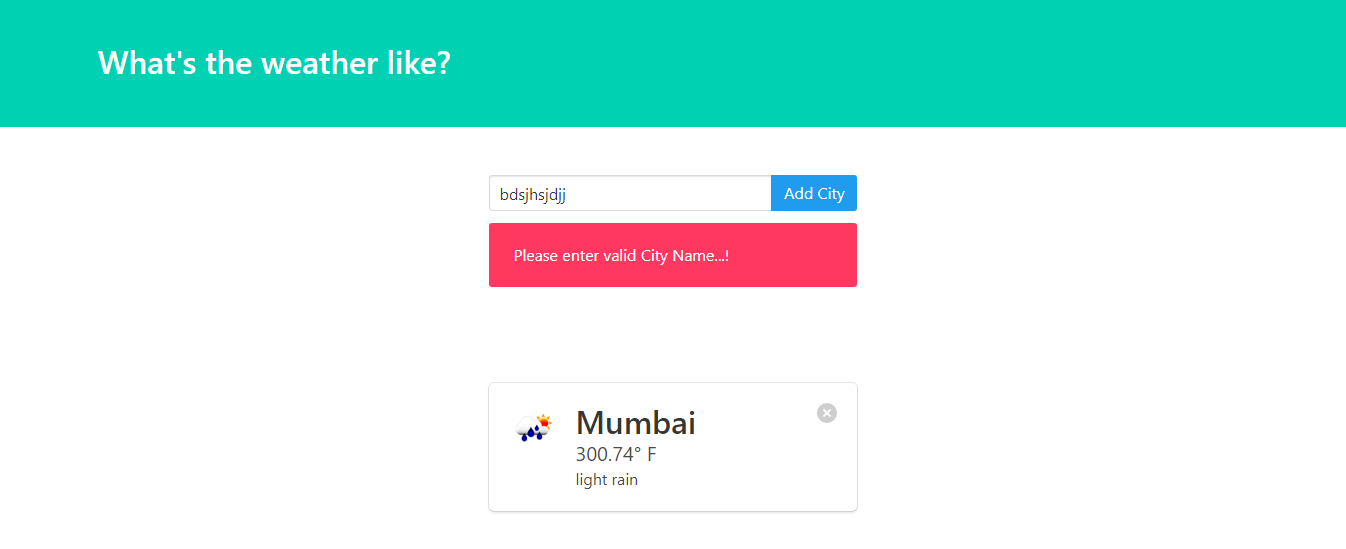 What's the weather like?
bdsjhsjdjj
Add City
Please enter valid City Name...!
Mumbai
300.74° F
light rain